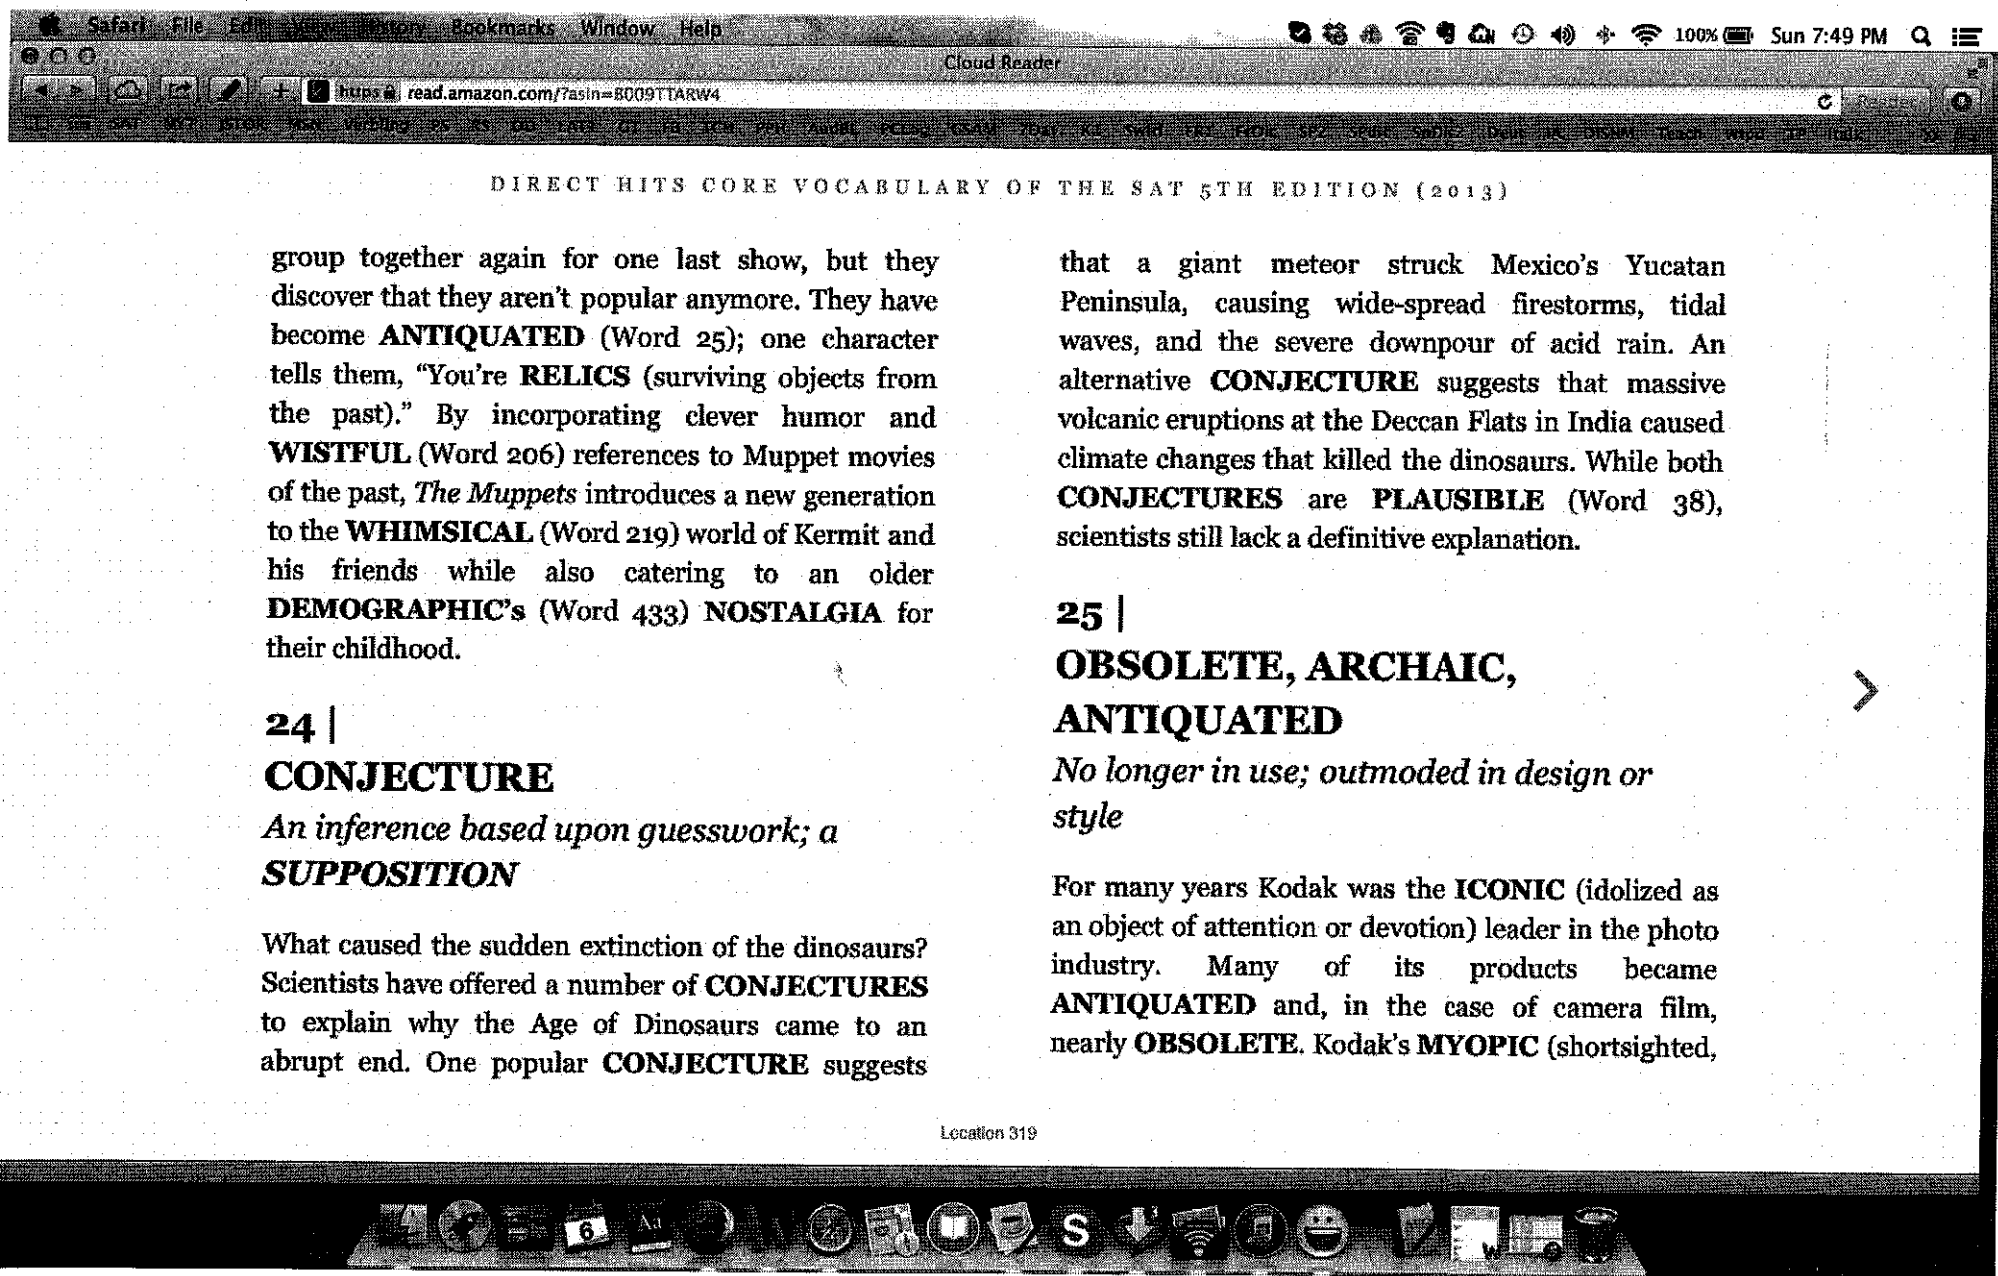 Safari File Edit History Bookmarks Window Help
100% Sun 7:49 PM
Cloud Reader
https read.amazon.com/?asin=B009TTARW4
Reader
DIRECT HITS CORE VOCABULARY OF THE SAT 5TH EDITION (2013)
group together again for one last show, but they
discover that they aren't popular anymore. They have
become ANTIQUATED (Word 25); one character
tells them, “You're RELICS (surviving objects from
the past).” By incorporating clever humor and
WISTFUL (Word 206) references to Muppet movies
of the past, The Muppets introduces a new generation
to the WHIMSICAL (Word 219) world of Kermit and
his friends while also catering to an older
DEMOGRAPHIC's (Word 433) NOSTALGIA for
their childhood.
24 |
CONJECTURE
An inference based upon guesswork; a
SUPPOSITION
What caused the sudden extinction of the dinosaurs?
Scientists have offered a number of CONJECTURES
to explain why the Age of Dinosaurs came to an
abrupt end. One popular CONJECTURE suggests
that a giant meteor struck Mexico's Yucatan
Peninsula, causing wide-spread firestorms, tidal
waves, and the severe downpour of acid rain. An
alternative CONJECTURE suggests that massive
volcanic eruptions at the Deccan Flats in India caused
climate changes that killed the dinosaurs. While both
CONJECTURES are PLAUSIBLE (Word 38),
scientists still lack a definitive explanation.
25 |
OBSOLETE, ARCHAIC,
ANTIQUATED
No longer in use; outmoded in design or
style
For many years Kodak was the ICONIC (idolized as
an object of attention or devotion) leader in the photo
industry. Many of its products became
ANTIQUATED and, in the case of camera film,
nearly OBSOLETE. Kodak's MYOPIC (shortsighted,
Location 319
6
S